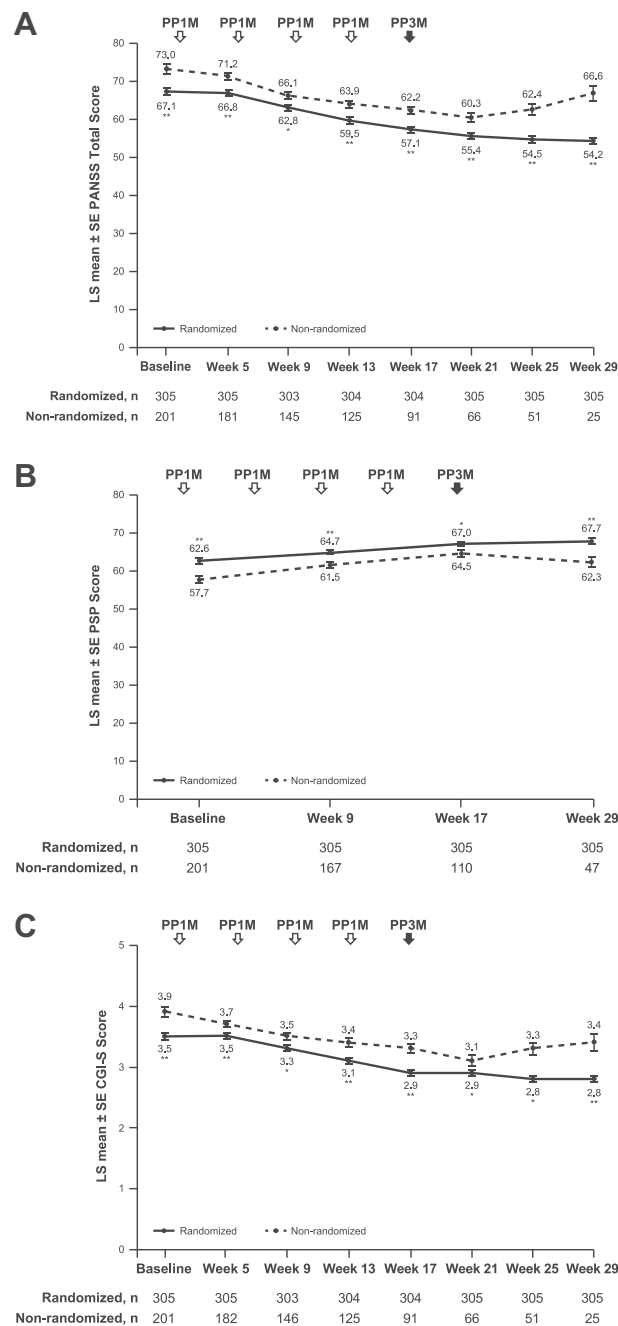 A
PP1M PP1M PP1M PP1M PP3M
LS mean ± SE PANSS Total Score
80
70
60
50
40
30
20
10
0
73.0 71.2 66.1 63.9 62.2 60.3 62.4 66.6
67.1 66.8 62.8 59.5 57.1 55.4 54.5 54.2
** ** * ** ** ** ** **
Randomized Non-randomized
Baseline Week 5 Week 9 Week 13 Week 17 Week 21 Week 25 Week 29
Randomized, n 305 305 303 304 304 305 305 305
Non-randomized, n 201 181 145 125 91 66 51 25
B
PP1M PP1M PP1M PP1M PP3M
LS mean ± SE PSP Score
80
70
60
50
40
30
20
10
0
** ** * **
62.6 64.7 67.0 67.7
57.7 61.5 64.5 62.3
Randomized Non-randomized
Baseline Week 9 Week 17 Week 29
Randomized, n 305 305 305 305
Non-randomized, n 201 167 110 47
C
PP1M PP1M PP1M PP1M PP3M
LS mean ± SE CGI-S Score
5
4
3
2
1
0
3.9 3.7 3.5 3.4 3.3 3.1 3.3 3.4
3.5 3.5 3.3 3.1 2.9 2.9 2.8 2.8
** ** * ** ** * * **
Randomized Non-randomized
Baseline Week 5 Week 9 Week 13 Week 17 Week 21 Week 25 Week 29
Randomized, n 305 305 303 304 304 305 305 305
Non-randomized, n 201 182 146 125 91 66 51 25